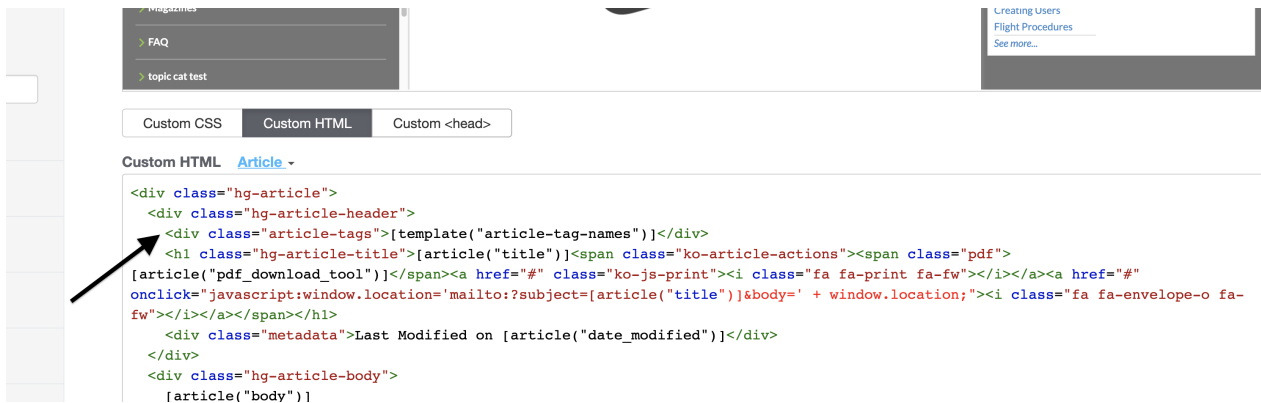 Magazines
> FAQ
> topic cat test
Creating Users
Flight Procedures
See more...
Custom CSS
Custom HTML
Custom <head>
Custom HTML Article
<div class="hg-article">
<div class="hg-article-header">
<div class="article-tags">[template("article-tag-names")]</div>
<h1 class="hg-article-title">[article("title")]<span class="ko-article-actions"><span class="pdf">
[article("pdf_download_tool")]</span><a href="#" class="ko-js-print"><i class="fa fa-print fa-fw"></i></a><a href="#"
onclick="javascript:window.location='mailto:?subject=[article("title")]&body=' + window.location;"><i class="fa fa-envelope-o fa-
fw"></i></a></span></h1>
<div class="metadata">Last Modified on [article("date_modified")]</div>
</div>
<div class="hg-article-body">
[article("body")]